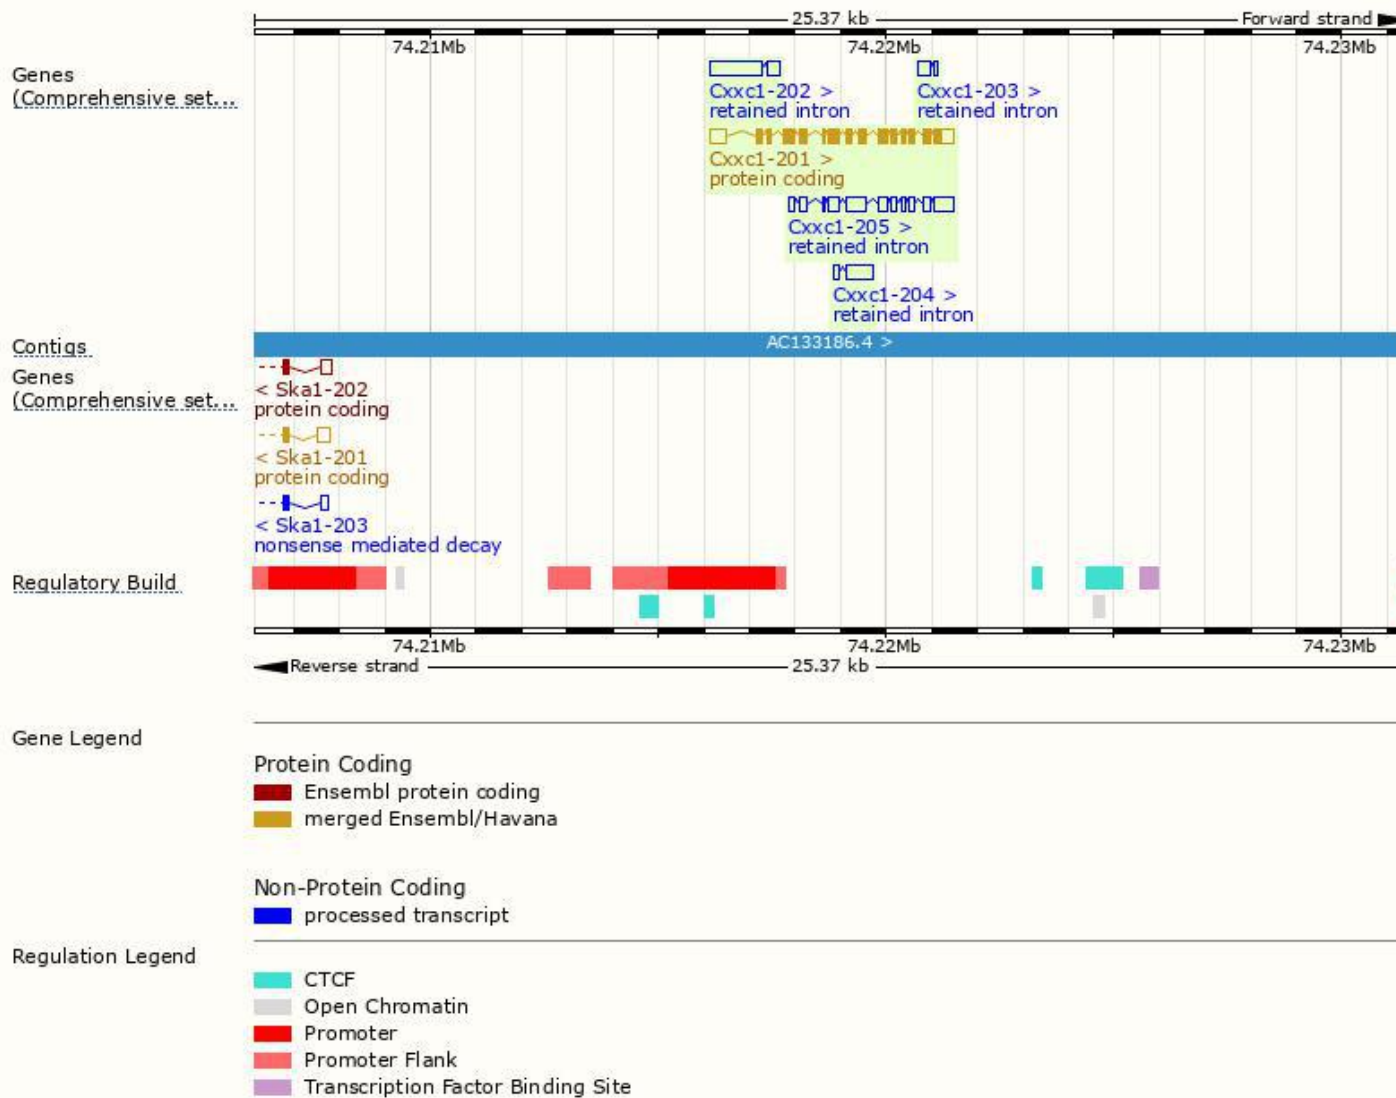 25.37 kb Forward strand
74.21Mb 74.22Mb 74.23Mb
Genes
(Comprehensive set...
Cxxc1-202 > Cxxc1-203 >
retained intron retained intron
Cxxc1-201 >
protein coding
Cxxc1-205 >
retained intron
Cxxc1-204 >
retained intron
Contigs AC133186.4 >
Genes
(Comprehensive set...
< Ska1-202
protein coding
< Ska1-201
protein coding
< Ska1-203
nonsense mediated decay
Regulatory Build
74.21Mb 74.22Mb 74.23Mb
Reverse strand 25.37 kb
Gene Legend
Protein Coding
Ensembl protein coding
merged Ensembl/Havana
Non-Protein Coding
processed transcript
Regulation Legend
CTCF
Open Chromatin
Promoter
Promoter Flank
Transcription Factor Binding Site